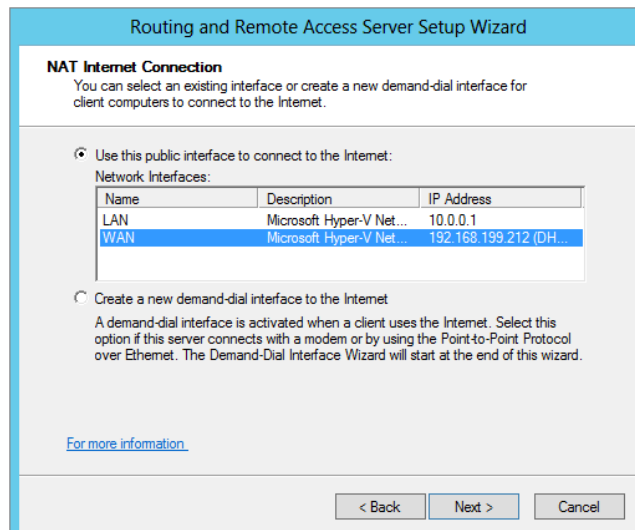 Routing and Remote Access Server Setup Wizard
NAT Internet Connection
You can select an existing interface or create a new demand-dial interface for
client computers to connect to the Internet.
Use this public interface to connect to the Internet:
Network Interfaces:
Name Description IP Address
LAN Microsoft Hyper-V Net... 10.0.0.1
WAN Microsoft Hyper-V Net... 192.168.199.212 (DH...
Create a new demand-dial interface to the Internet
A demand-dial interface is activated when a client uses the Internet. Select this
option if this server connects with a modem or by using the Point-to-Point Protocol
over Ethernet. The Demand-Dial Interface Wizard will start at the end of this wizard.
For more information
< Back Next > Cancel